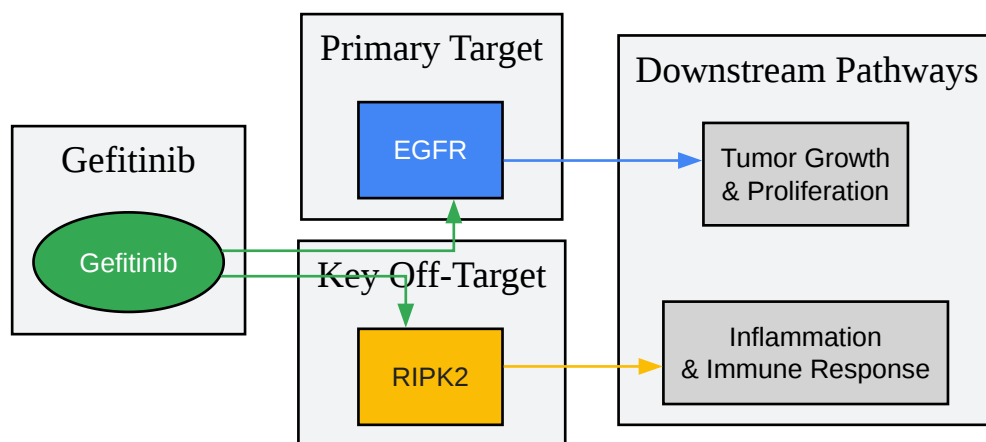 Gefitinib
Gefitinib
Primary Target
EGFR
Key Off-Target
RIPK2
Downstream Pathways
Tumor Growth
& Proliferation
Inflammation
& Immune Response